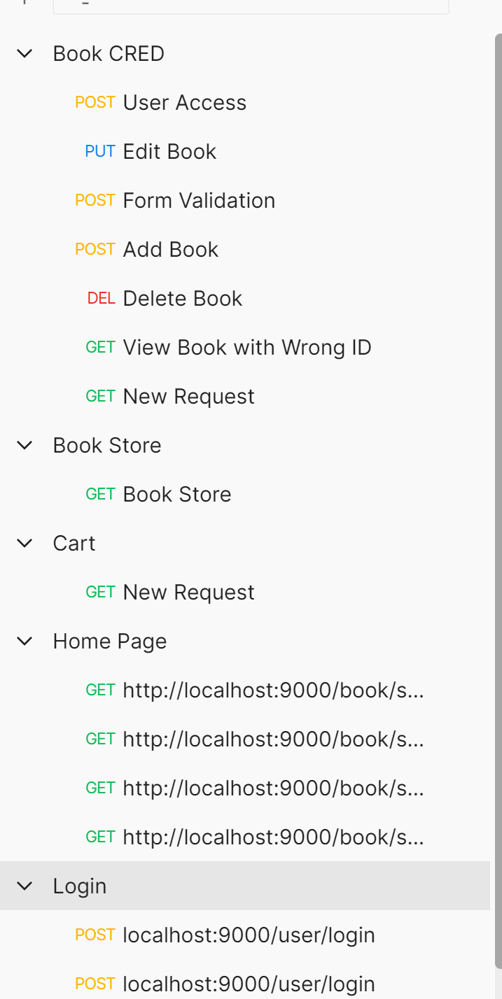 Book CRED
POST User Access
PUT Edit Book
POST Form Validation
POST Add Book
DEL Delete Book
GET View Book with Wrong ID
GET New Request
Book Store
GET Book Store
Cart
GET New Request
Home Page
GET http://localhost:9000/book/s...
GET http://localhost:9000/book/s...
GET http://localhost:9000/book/s...
GET http://localhost:9000/book/s...
Login
POST localhost:9000/user/login
POST localhost:9000/user/login